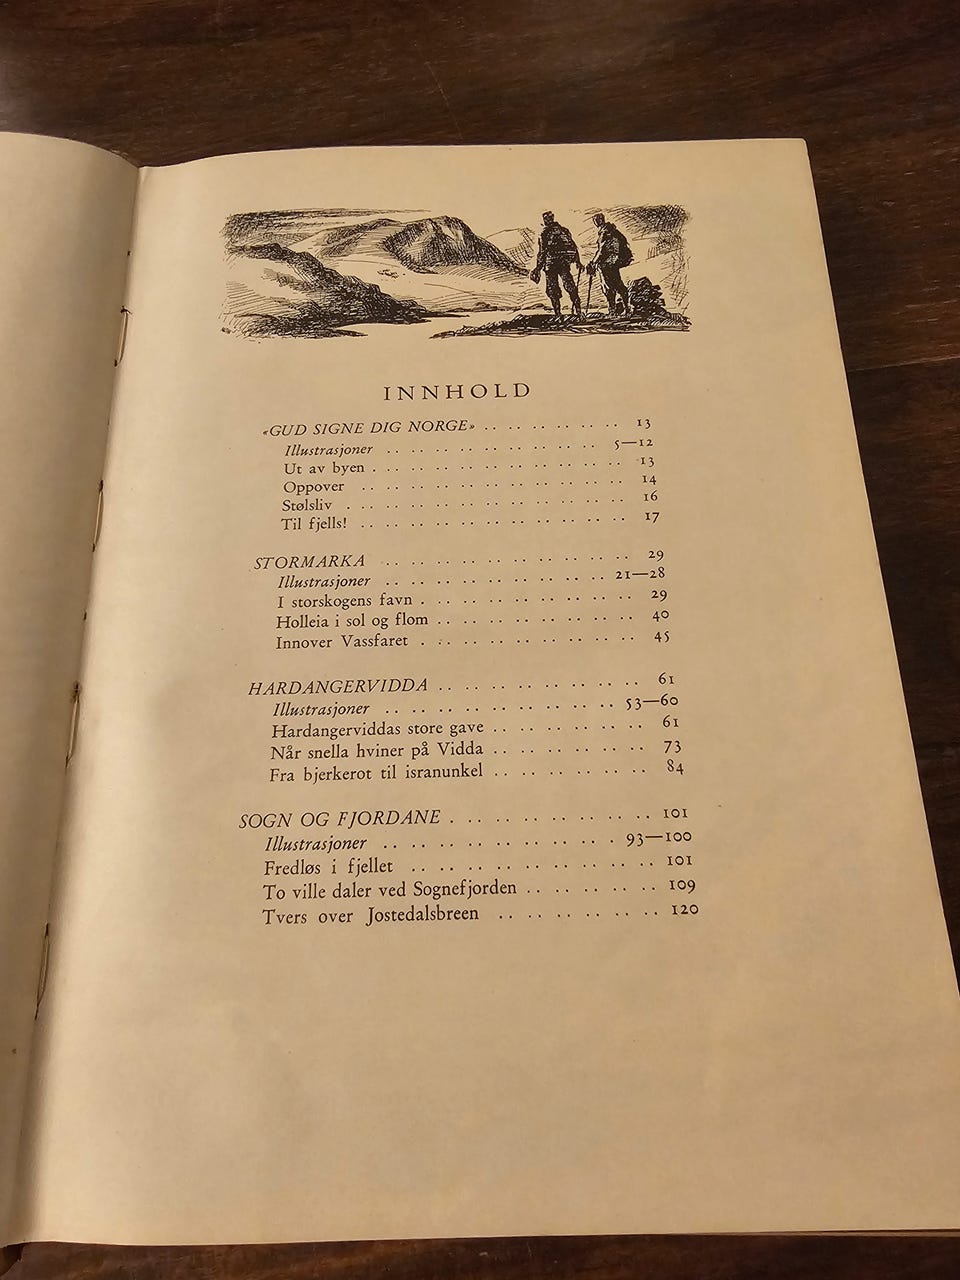 INNHOLD
«GUD SIGNE DIG NORGE» .. .. .. .. .. .. .. 13
Illustrasjoner .. .. .. .. .. .. .. .. .. .. .. 5—12
Ut av byen . .. .. .. .. .. .. .. .. .. .. .. 13
Oppover .. .. .. .. .. .. .. .. .. .. .. .. 14
Stølsliv . .. .. .. .. .. .. .. .. .. .. .. .. 16
Til fjells! .. .. .. .. .. .. .. .. .. .. .. .. 17
STORMARKA .. .. .. .. .. .. .. .. .. .. .. 29
Illustrasjoner .. .. .. .. .. .. .. .. .. .. .. 21—28
I storskogens favn . .. .. .. .. .. .. .. .. .. 29
Holleia i sol og flom .. .. .. .. .. .. .. .. .. 40
Innover Vassfaret . .. .. .. .. .. .. .. .. .. 45
HARDANGERVIDDA .. .. .. .. .. .. .. .. .. 61
Illustrasjoner .. .. .. .. .. .. .. .. .. .. .. 53—60
Hardangerviddas store gave .. .. .. .. .. .. .. 61
Når snella hviner på Vidda .. .. .. .. .. .. .. 73
Fra bjerkerot til isranunkel .. .. .. .. .. .. .. 84
SOGN OG FJORDANE . .. .. .. .. .. .. .. .. 101
Illustrasjoner .. .. .. .. .. .. .. .. .. .. .. 93—100
Fredløs i fjellet .. .. .. .. .. .. .. .. .. .. 101
To ville daler ved Sognefjorden .. .. .. .. .. .. 109
Tvers over Jostedalsbreen .. .. .. .. .. .. .. 120